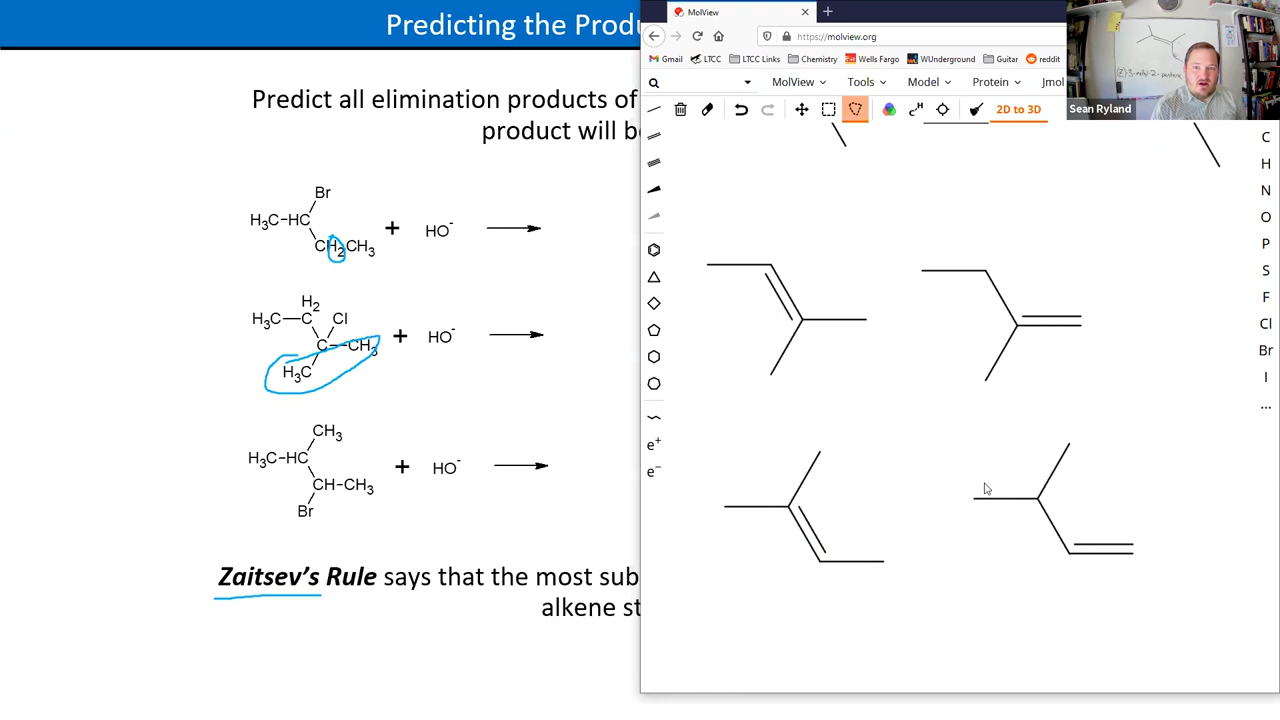 Predicting the Produ
Predict all elimination products of
product will be
Br
H₃C-HC
CH₂CH₃ + HO⁻
H₂
H₃C—C Cl
C—CH₃ + HO⁻
H₃C
CH₃
H₃C-HC
CH-CH₃ + HO⁻
Br
Zaitsev's Rule says that the most sub
alkene st
MolView
https://molview.org
Gmail LTCC LTCC Links Chemistry Wells Fargo WUnderground Guitar reddit
MolView Tools Model Protein Jmol
2D to 3D
e⁺
e⁻
C
H
N
O
P
S
F
Cl
Br
I
...
Sean Ryland